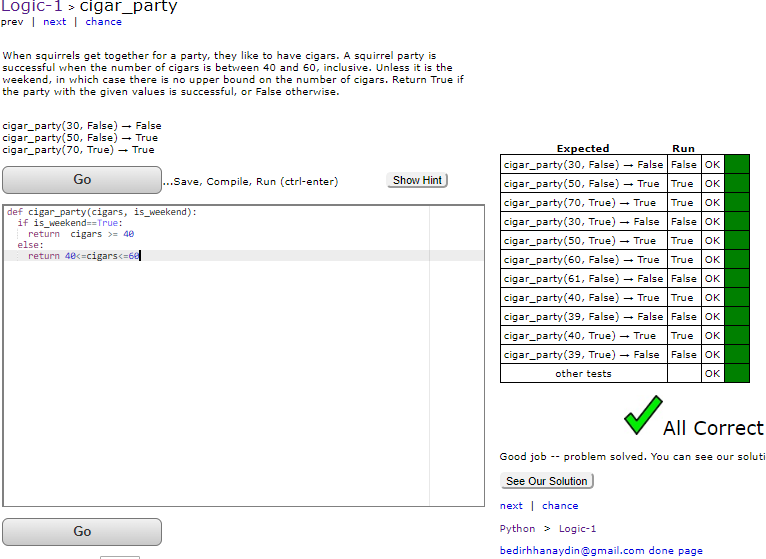 Logic-1 > cigar_party
prev | next | chance
When squirrels get together for a party, they like to have cigars. A squirrel party is
successful when the number of cigars is between 40 and 60, inclusive. Unless it is the
weekend, in which case there is no upper bound on the number of cigars. Return True if
the party with the given values is successful, or False otherwise.
cigar_party(30, False) → False
cigar_party(50, False) → True
cigar_party(70, True) → True
Go ...Save, Compile, Run (ctrl-enter) Show Hint
def cigar_party(cigars, is_weekend):
  if is_weekend==True:
    return  cigars >= 40
  else:
    return 40<=cigars<=60
Go
Expected Run
cigar_party(30, False) → False False OK
cigar_party(50, False) → True True OK
cigar_party(70, True) → True True OK
cigar_party(30, True) → False False OK
cigar_party(50, True) → True True OK
cigar_party(60, False) → True True OK
cigar_party(61, False) → False False OK
cigar_party(40, False) → True True OK
cigar_party(39, False) → False False OK
cigar_party(40, True) → True True OK
cigar_party(39, True) → False False OK
other tests OK
All Correct
Good job -- problem solved. You can see our soluti
See Our Solution
next | chance
Python > Logic-1
bedirhhanaydin@gmail.com done page